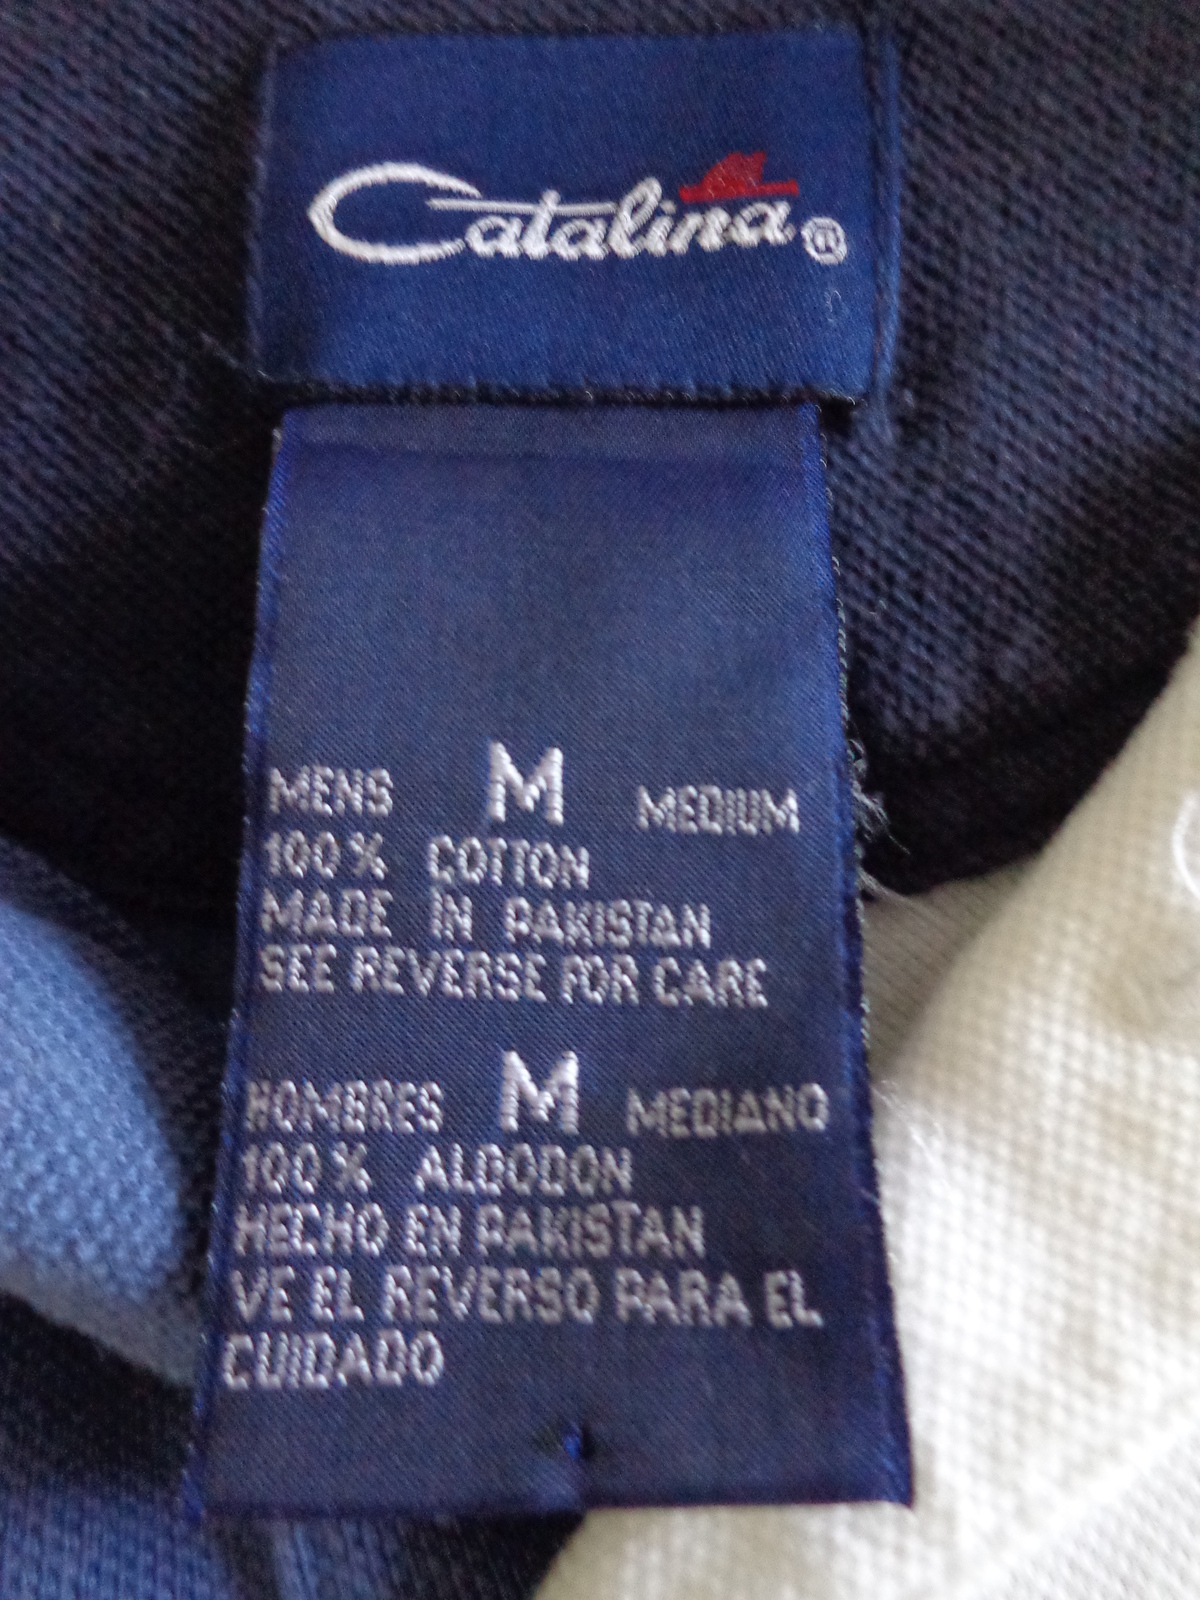 Catalina®
MENS M MEDIUM
100% COTTON
MADE IN PAKISTAN
SEE REVERSE FOR CARE
HOMBRES M MEDIANO
100% ALGODON
HECHO EN PAKISTAN
VE EL REVERSO PARA EL
CUIDADO